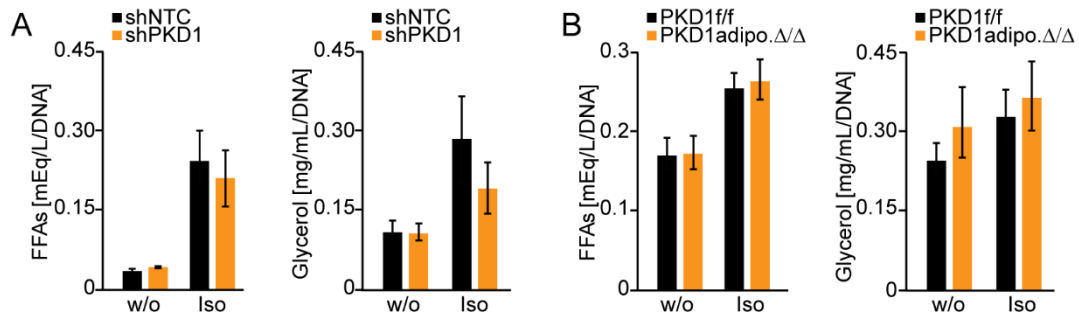 A
shNTC
shPKD1
FFAs [mEq/L/DNA]
0.45
0.30
0.15
0
w/o Iso
shNTC
shPKD1
Glycerol [mg/mL/DNA]
0.45
0.30
0.15
0
w/o Iso
B
PKD1f/f
PKD1adipo.Δ/Δ
FFAs [mEq/L/DNA]
0.3
0.2
0.1
0
w/o Iso
PKD1f/f
PKD1adipo.Δ/Δ
Glycerol [mg/mL/DNA]
0.45
0.30
0.15
0
w/o Iso